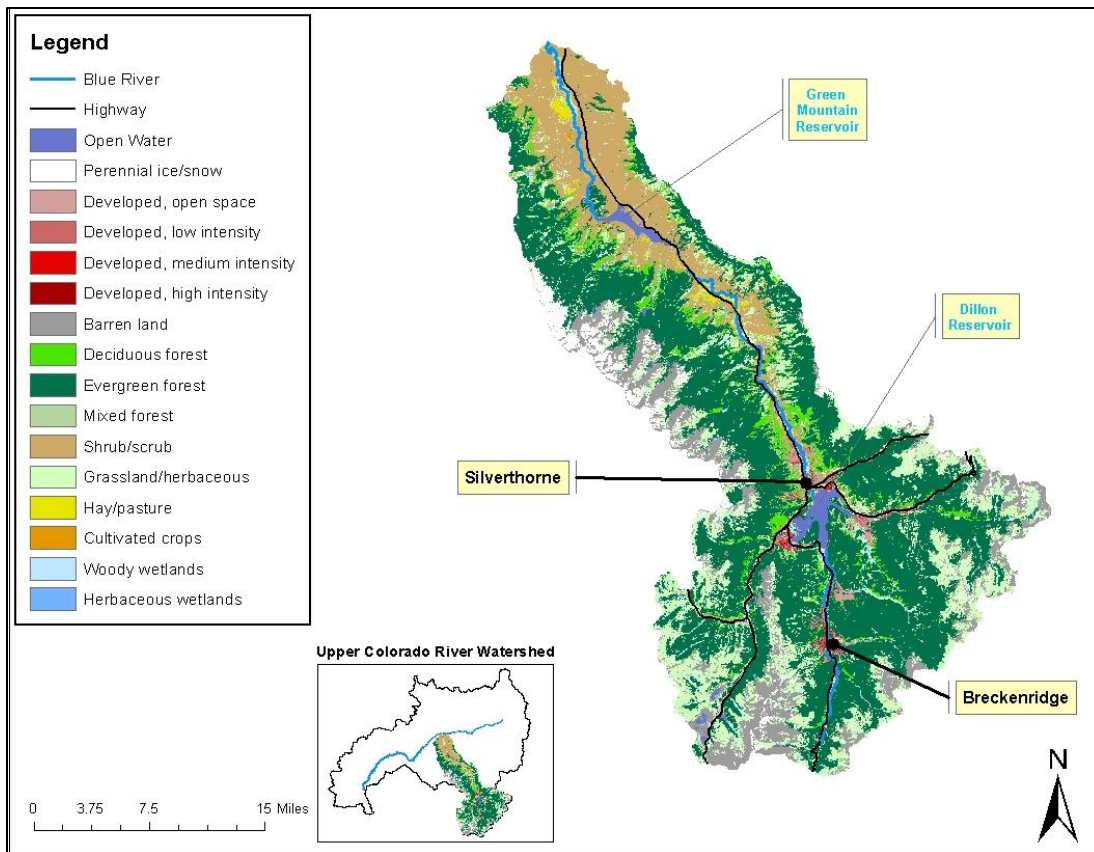 Legend
Blue River
Highway
Open Water
Perennial ice/snow
Developed, open space
Developed, low intensity
Developed, medium intensity
Developed, high intensity
Barren land
Deciduous forest
Evergreen forest
Mixed forest
Shrub/scrub
Grassland/herbaceous
Hay/pasture
Cultivated crops
Woody wetlands
Herbaceous wetlands
Green
Mountain
Reservoir
Dillon
Reservoir
Silverthorne
Breckenridge
Upper Colorado River Watershed
0 3.75 7.5 15 Miles
N